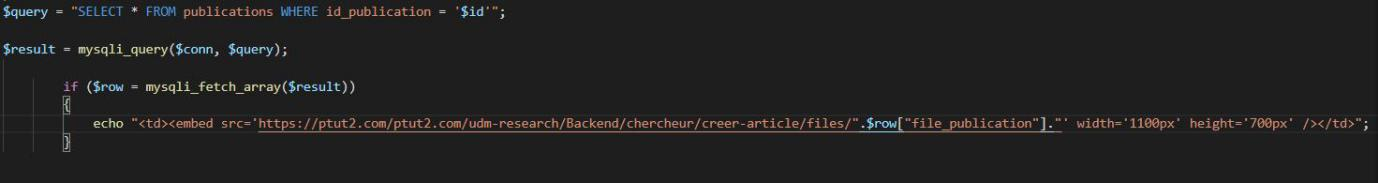 $query = "SELECT * FROM publications WHERE id_publication = '$id'";
$result = mysqli_query($conn, $query);
if ($row = mysqli_fetch_array($result))
{
echo "<td><embed src='https://ptut2.com/ptut2.com/udm-research/Backend/chercheur/creer-article/files/".$row["file_publication"]."' width='1100px' height='700px' /></td>";
}